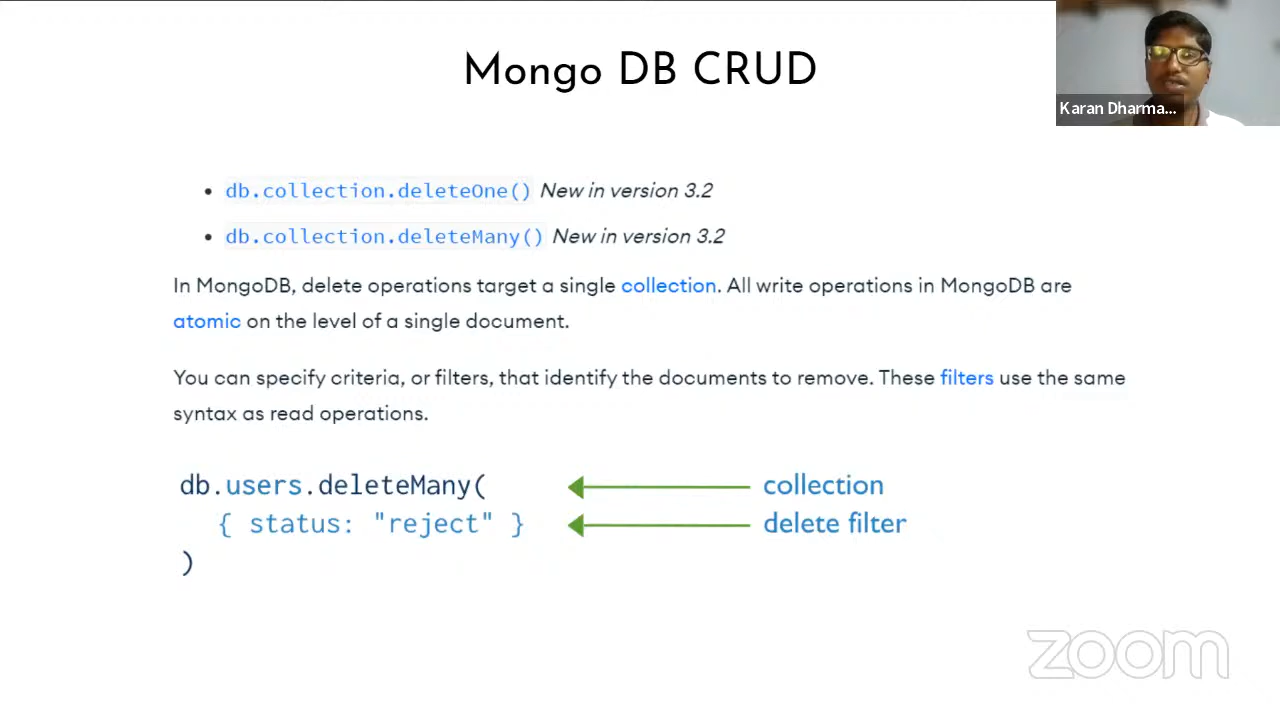 Mongo DB CRUD
Karan Dharma...
• db.collection.deleteOne() New in version 3.2
• db.collection.deleteMany() New in version 3.2
In MongoDB, delete operations target a single collection. All write operations in MongoDB are
atomic on the level of a single document.
You can specify criteria, or filters, that identify the documents to remove. These filters use the same
syntax as read operations.
db.users.deleteMany( collection
{ status: "reject" } delete filter
)
zoom